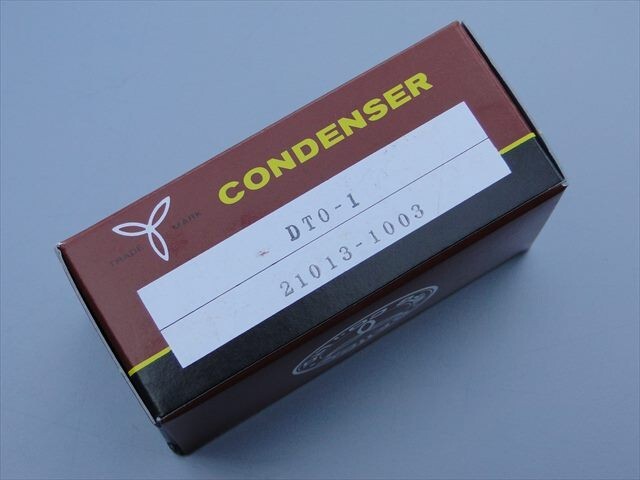 CONDENSER
TRADE MARK
DTO-1
21013-1003